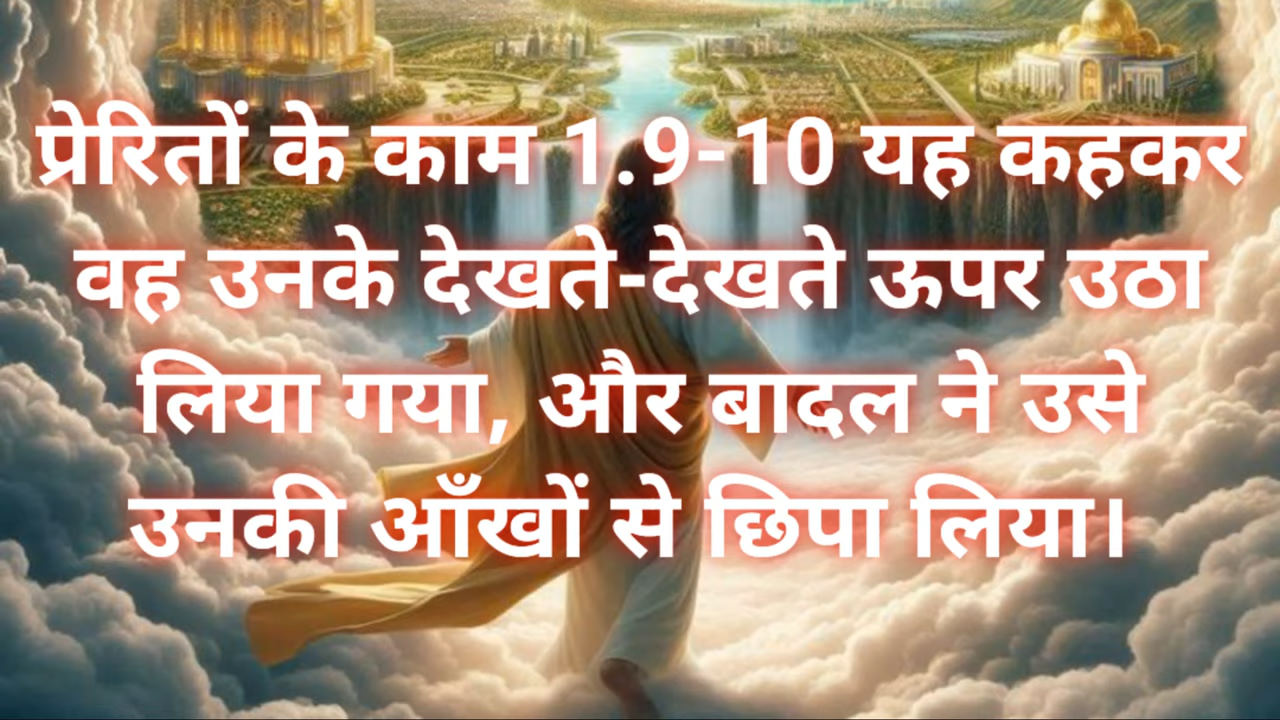 प्रेरितों के काम 1.9-10 यह कहकर
वह उनके देखते-देखते ऊपर उठा
लिया गया, और बादल ने उसे
उनकी आँखों से छिपा लिया।